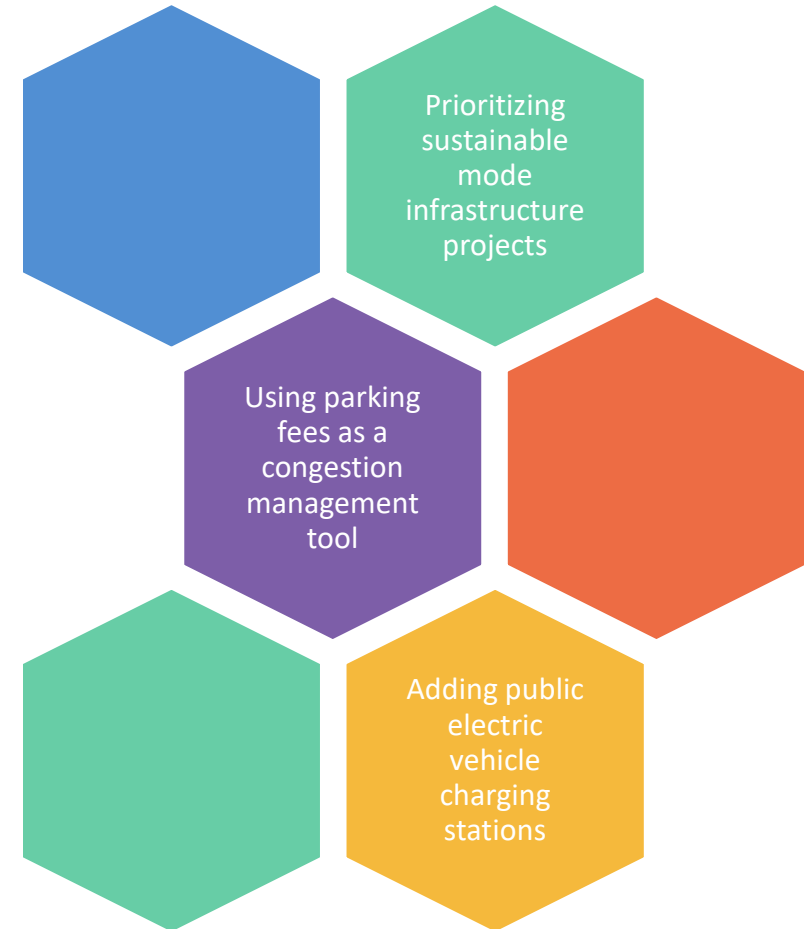 Prioritizing
sustainable
mode
infrastructure
projects
Using parking
fees as a
congestion
management
tool
Adding public
electric
vehicle
charging
stations